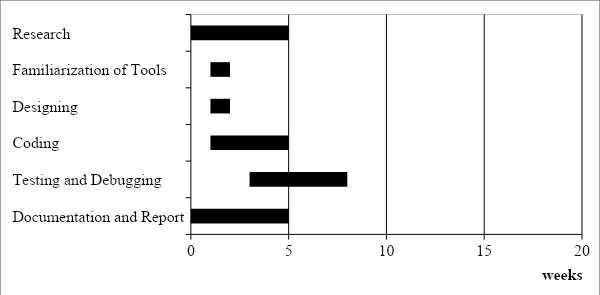 Research
Familiarization of Tools
Designing
Coding
Testing and Debugging
Documentation and Report
0 5 10 15 20
weeks